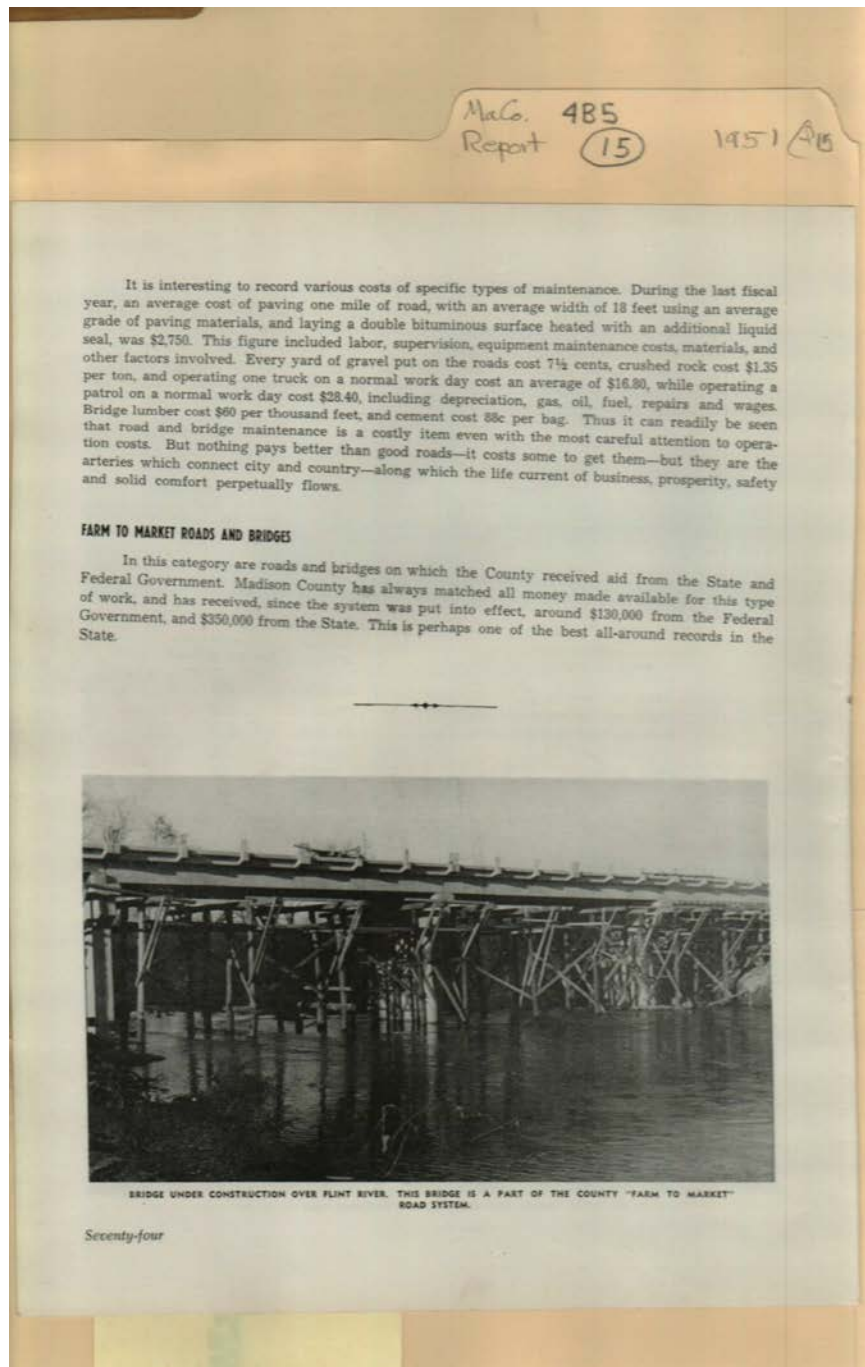 MaCo. 4B5
Report 15 1951
It is interesting to record various costs of specific types of maintenance. During the last fiscal
year, an average cost of paving one mile of road, with an average width of 18 feet using an average
grade of paving materials, and laying a double bituminous surface heated with an additional liquid
seal, was $2,750. This figure included labor, supervision, equipment maintenance costs, materials, and
other factors involved. Every yard of gravel put on the roads cost 7½ cents, crushed rock cost $1.35
per ton, and operating one truck on a normal work day cost an average of $16.80, while operating a
patrol on a normal work day cost $28.40, including depreciation, gas, oil, fuel, repairs and wages.
Bridge lumber cost $60 per thousand feet, and cement cost 88c per bag. Thus it can readily be seen
that road and bridge maintenance is a costly item even with the most careful attention to opera-
tion costs. But nothing pays better than good roads—it costs some to get them—but they are the
arteries which connect city and country—along which the life current of business, prosperity, safety
and solid comfort perpetually flows.
FARM TO MARKET ROADS AND BRIDGES
In this category are roads and bridges on which the County received aid from the State and
Federal Government. Madison County has always matched all money made available for this type
of work, and has received, since the system was put into effect, around $130,000 from the Federal
Government, and $350,000 from the State. This is perhaps one of the best all-around records in the
State.
BRIDGE UNDER CONSTRUCTION OVER FLINT RIVER. THIS BRIDGE IS A PART OF THE COUNTY "FARM TO MARKET"
ROAD SYSTEM.
Seventy-four